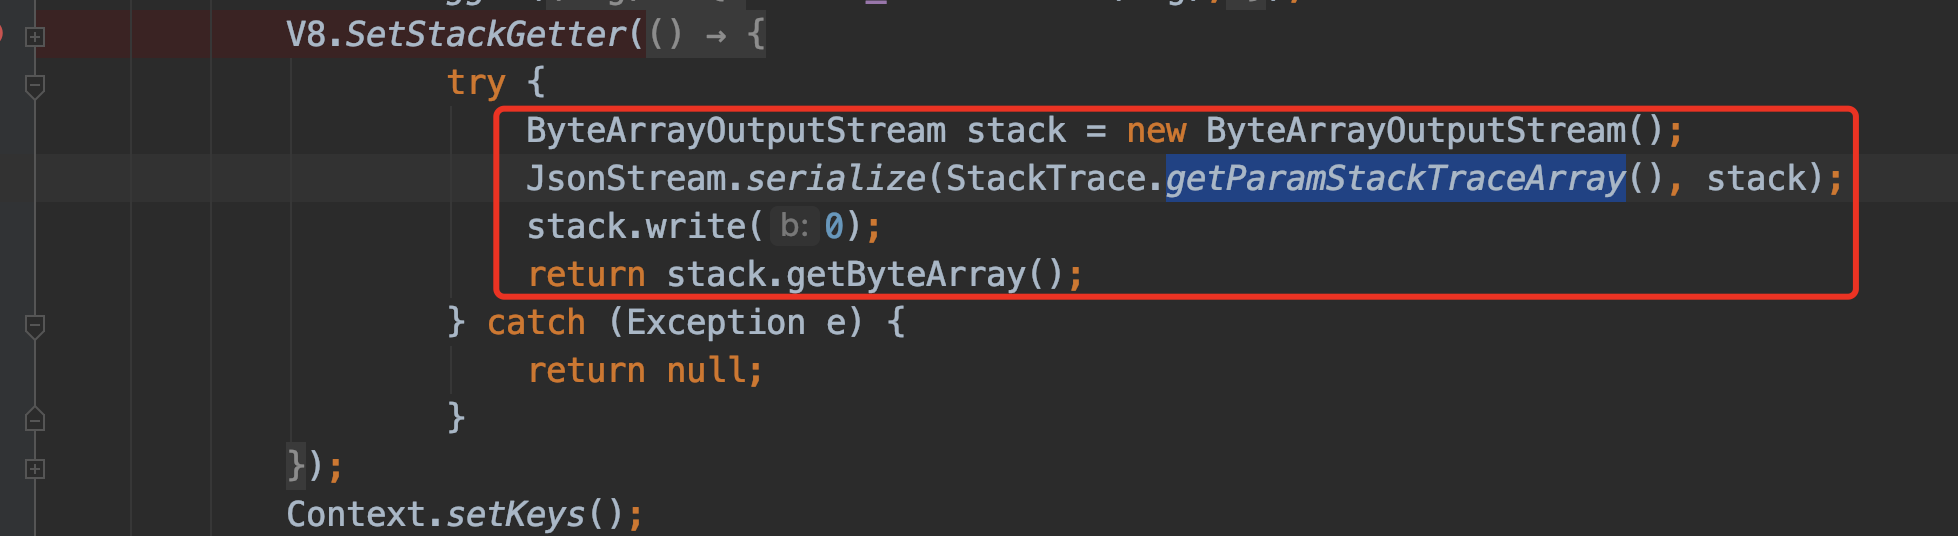 V8.SetStackGetter(() → {
try {
ByteArrayOutputStream stack = new ByteArrayOutputStream();
JsonStream.serialize(StackTrace.getParamStackTraceArray(), stack);
stack.write( b: 0);
return stack.getByteArray();
} catch (Exception e) {
return null;
}
});
Context.setKeys();